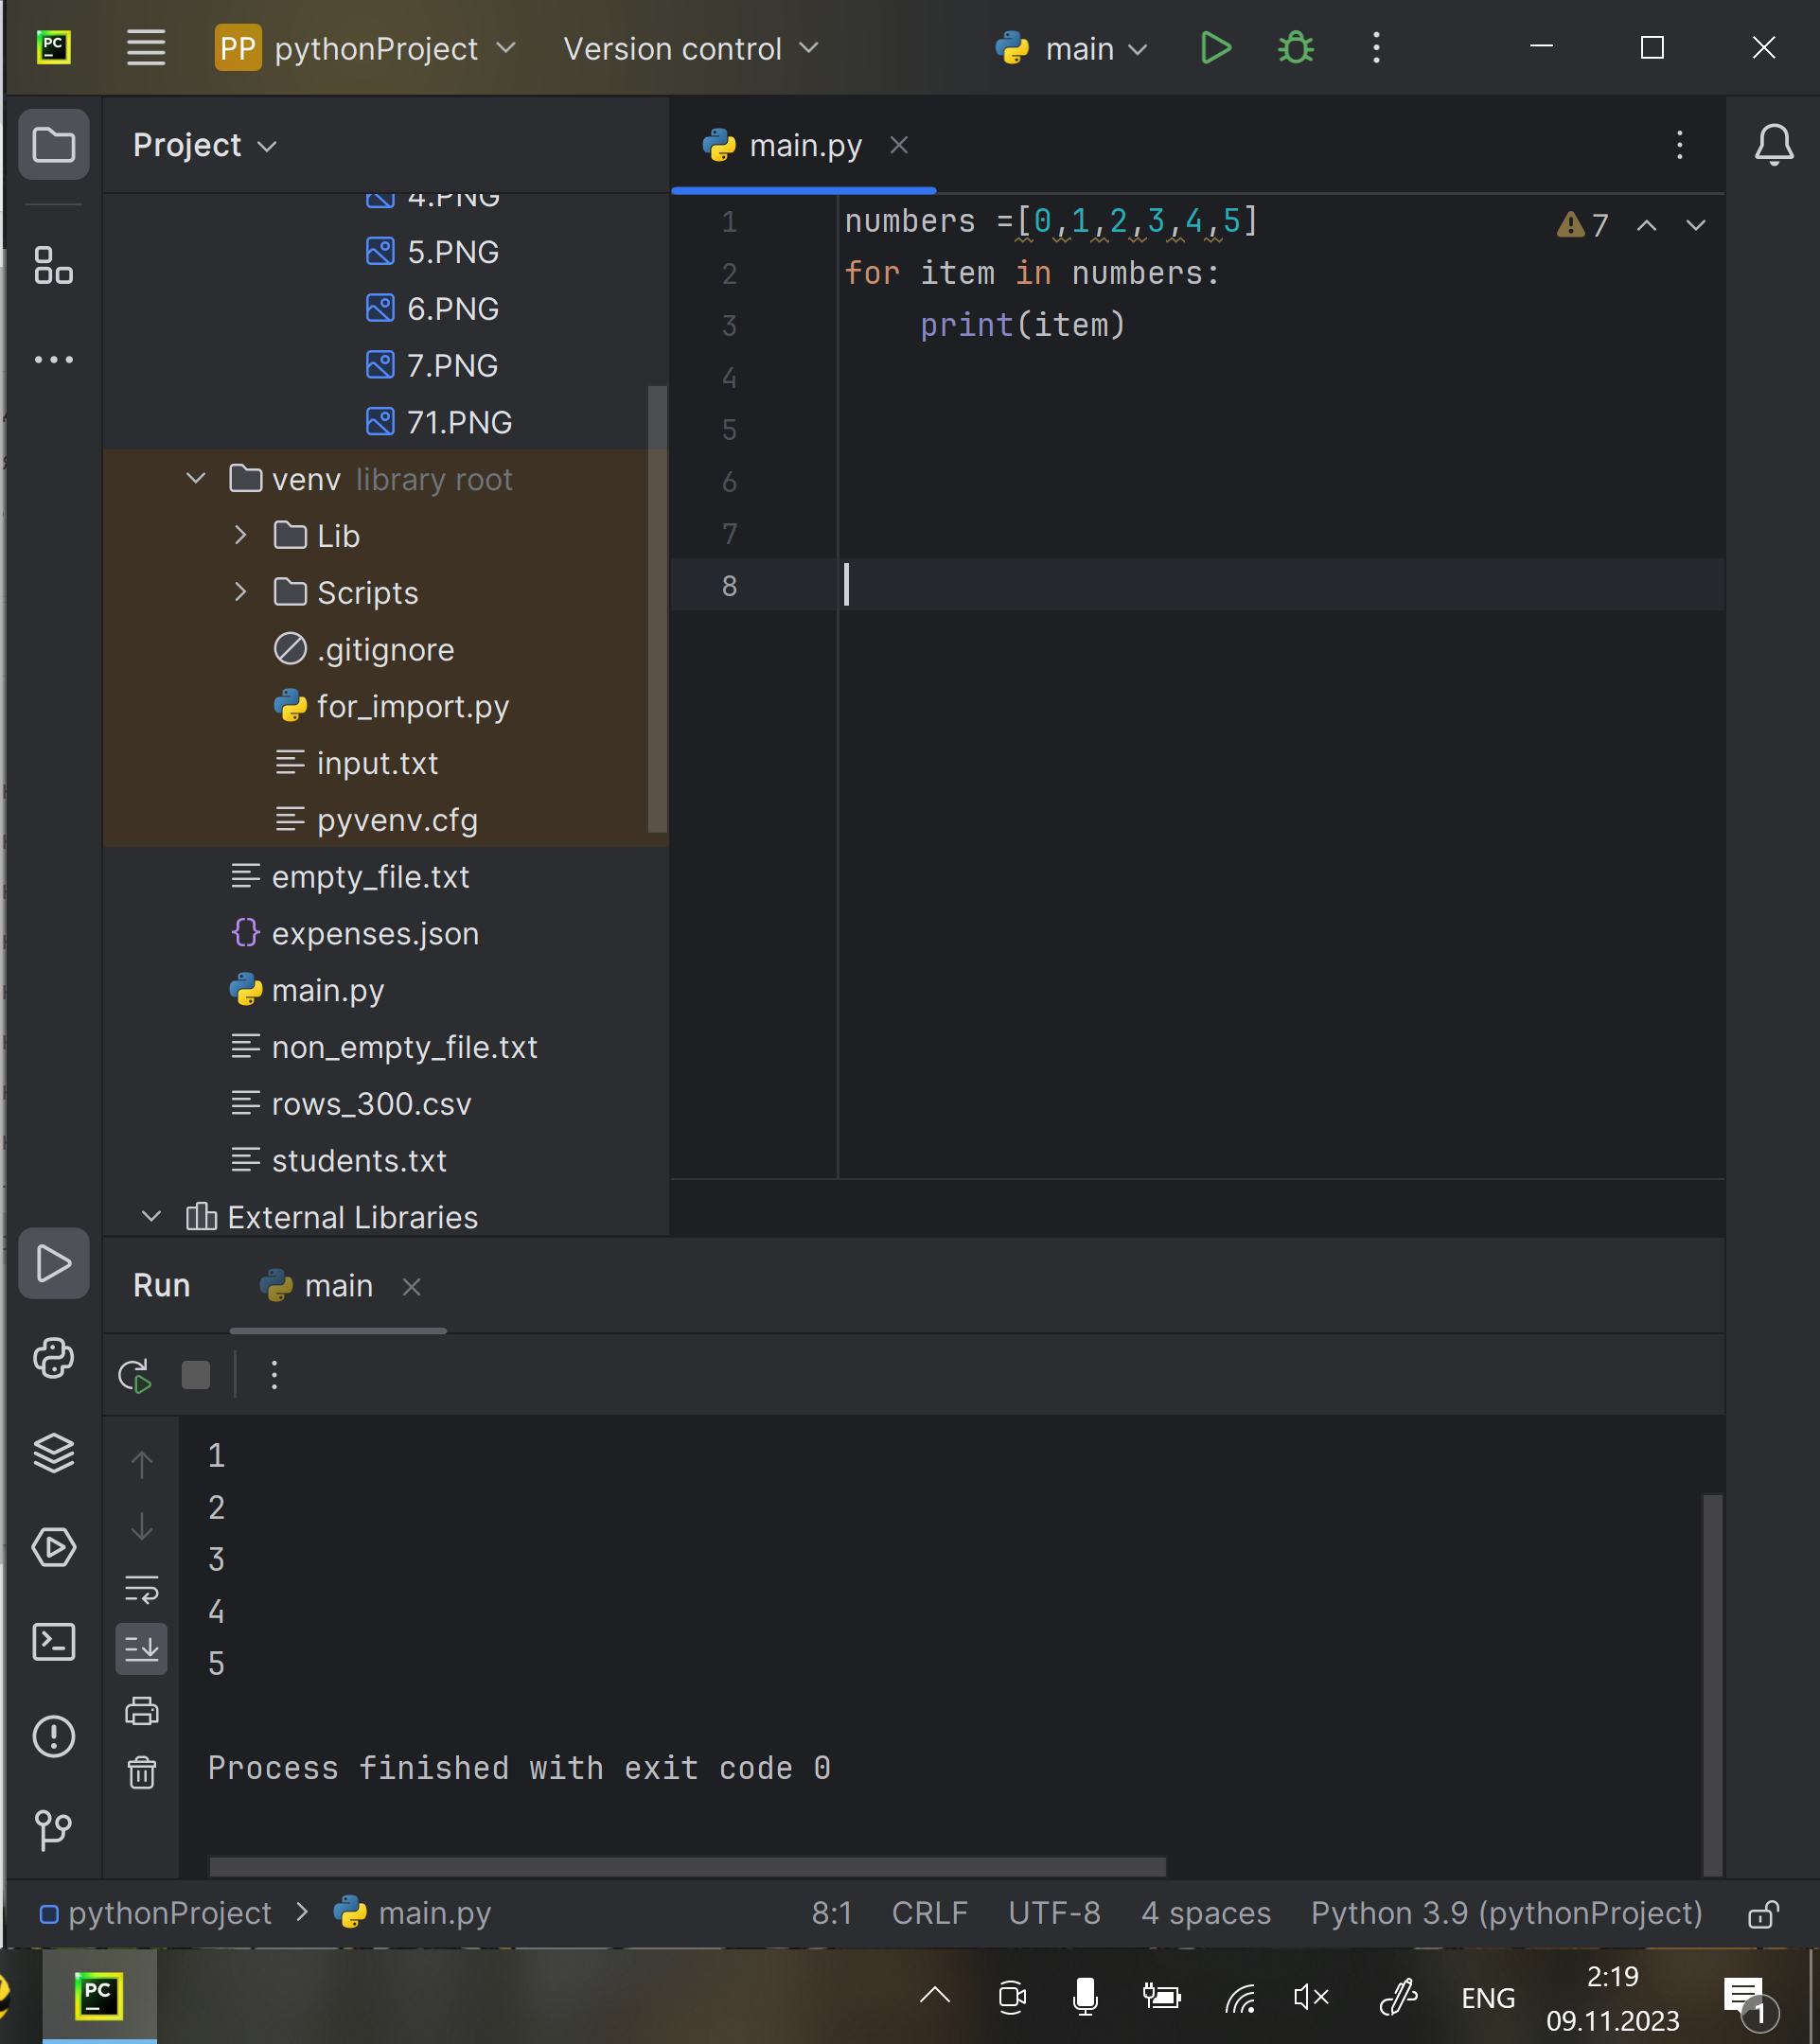 PC
PP pythonProject
Version control
main
Project
main.py
4.PNG
5.PNG
6.PNG
7.PNG
71.PNG
venv library root
Lib
Scripts
.gitignore
for_import.py
input.txt
pyvenv.cfg
empty_file.txt
expenses.json
main.py
non_empty_file.txt
rows_300.csv
students.txt
External Libraries
1 numbers =[0,1,2,3,4,5]
2 for item in numbers:
3     print(item)
4
5
6
7
8
7
Run
main
1
2
3
4
5
Process finished with exit code 0
pythonProject > main.py
8:1 CRLF UTF-8 4 spaces Python 3.9 (pythonProject)
PC
ENG
2:19
09.11.2023
1